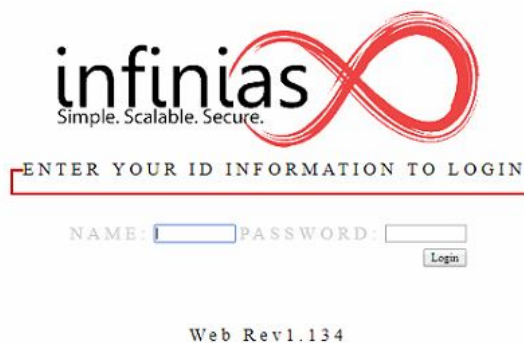 infinias
Simple. Scalable. Secure.
ENTER YOUR ID INFORMATION TO LOGIN
NAME: PASSWORD:
Login
Web Rev1.134